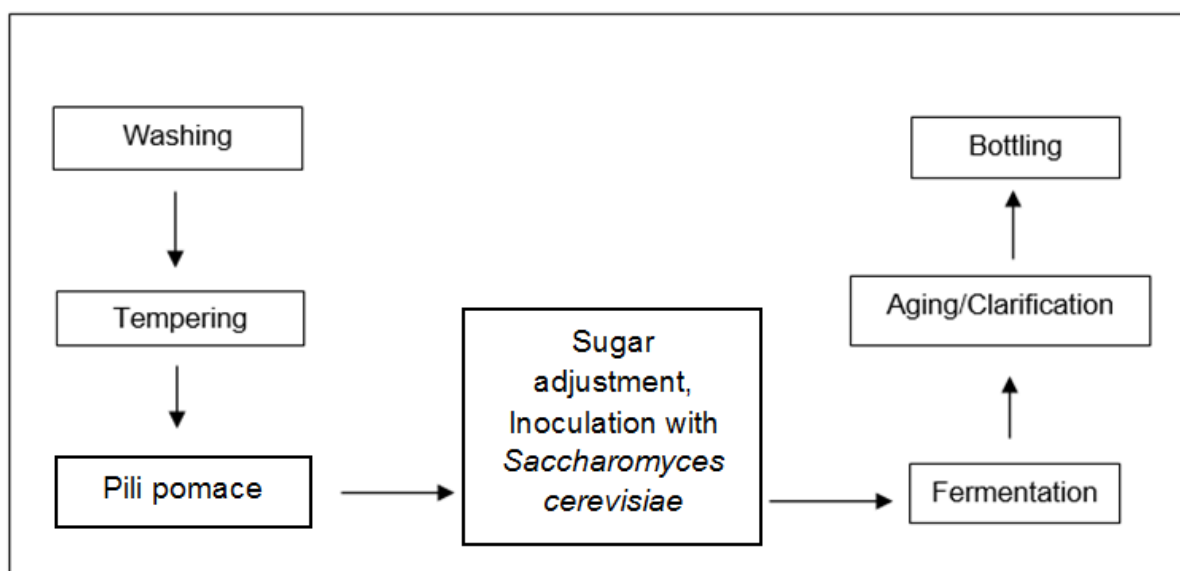 Washing
Tempering
Pili pomace
Sugar
adjustment,
Inoculation with
Saccharomyces
cerevisiae
Fermentation
Aging/Clarification
Bottling